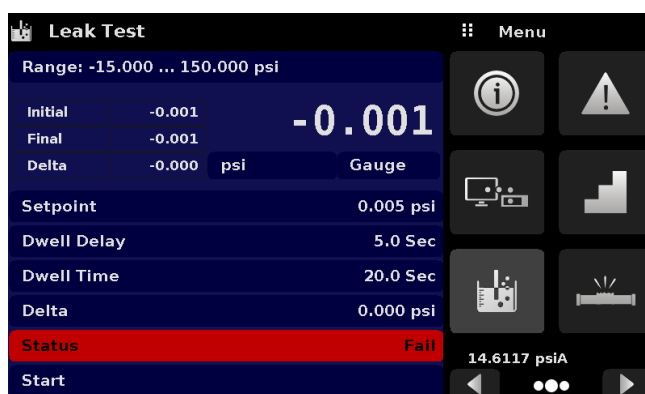 Leak Test
Menu
Range: -15.000 ... 150.000 psi
Initial -0.001
Final -0.001
Delta -0.000
-0.001
psi Gauge
Setpoint 0.005 psi
Dwell Delay 5.0 Sec
Dwell Time 20.0 Sec
Delta 0.000 psi
Status Fail
Start
14.6117 psiA